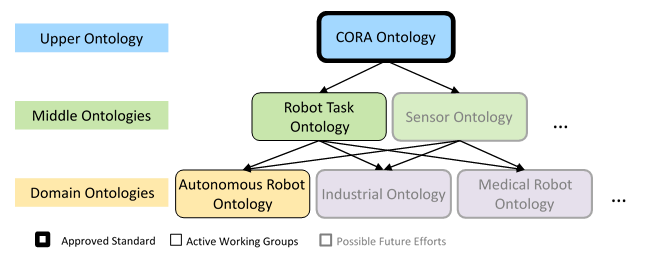 Upper Ontology
CORA Ontology
Middle Ontologies
Robot Task
Ontology
Sensor Ontology
...
Domain Ontologies
Autonomous Robot
Ontology
Industrial Ontology
Medical Robot
Ontology
...
Approved Standard
Active Working Groups
Possible Future Efforts